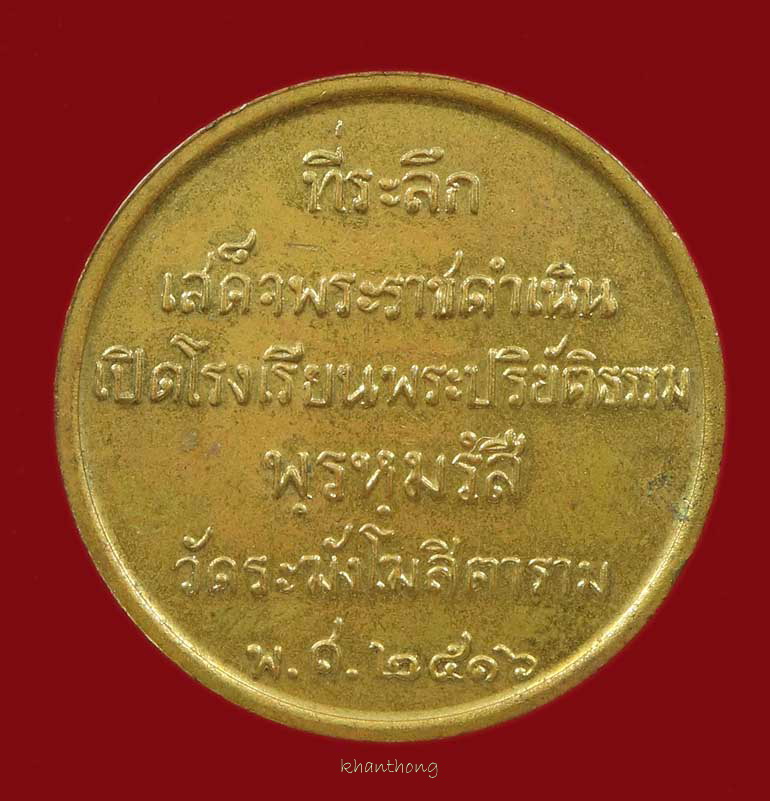 ที่ระลึก
เสด็จพระราชดำเนิน
เปิดโรงเรียนพระปริยัติธรรม
พฺรหฺมรํสี
วัดระฆังโฆสิตาราม
พ.ศ.๒๕๑๖
khanthong